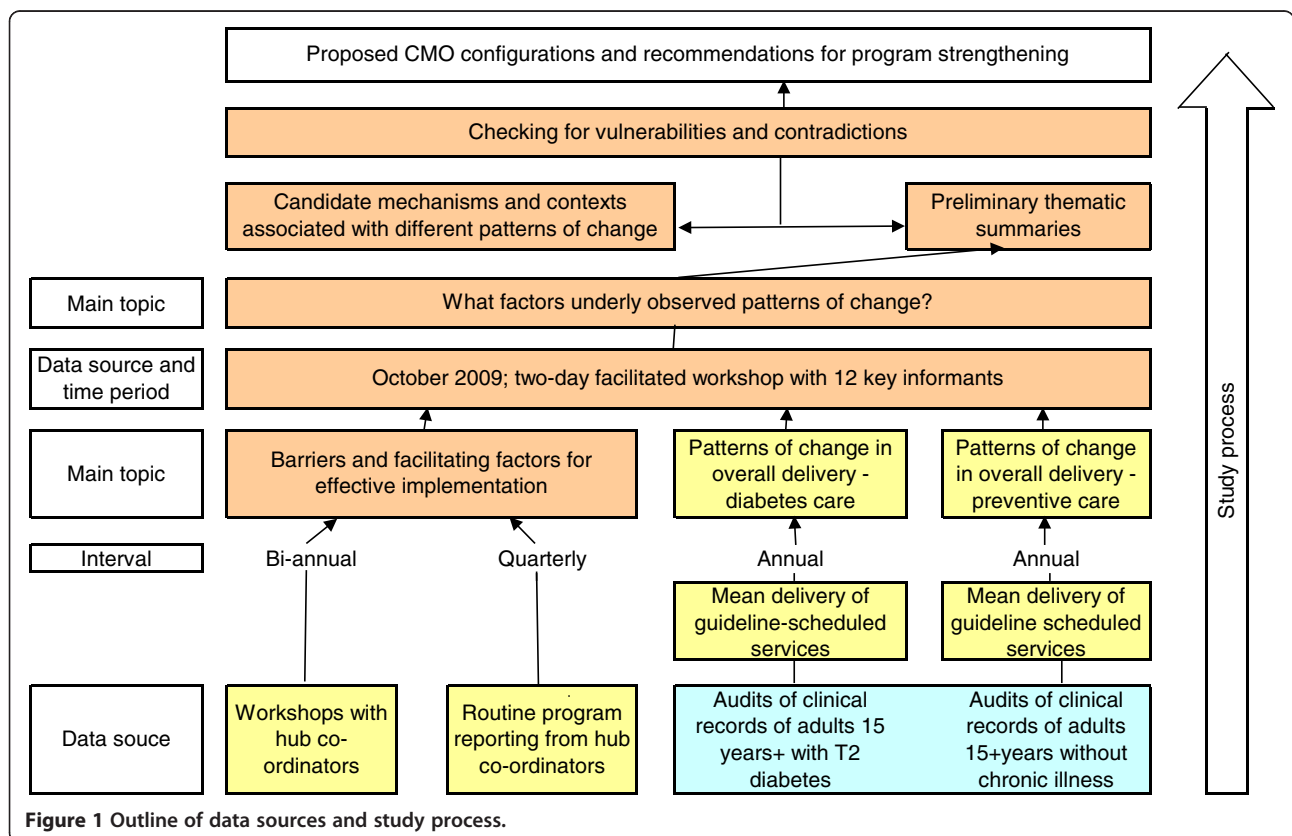 Proposed CMO configurations and recommendations for program strengthening
Checking for vulnerabilities and contradictions
Candidate mechanisms and contexts
associated with different patterns of change
Preliminary thematic
summaries
Main topic
What factors underly observed patterns of change?
Data source and
time period
October 2009; two-day facilitated workshop with 12 key informants
Main topic
Barriers and facilitating factors for
effective implementation
Patterns of change in
overall delivery -
diabetes care
Patterns of change
in overall delivery -
preventive care
Interval
Bi-annual
Quarterly
Annual
Annual
Mean delivery of
guideline-scheduled
services
Mean delivery of
guideline scheduled
services
Data souce
Workshops with
hub co-
ordinators
Routine program
reporting from hub
co-ordinators
Audits of clinical
records of adults 15
years+ with T2
diabetes
Audits of clinical
records of adults
15+years without
chronic illness
Study process
Figure 1 Outline of data sources and study process.